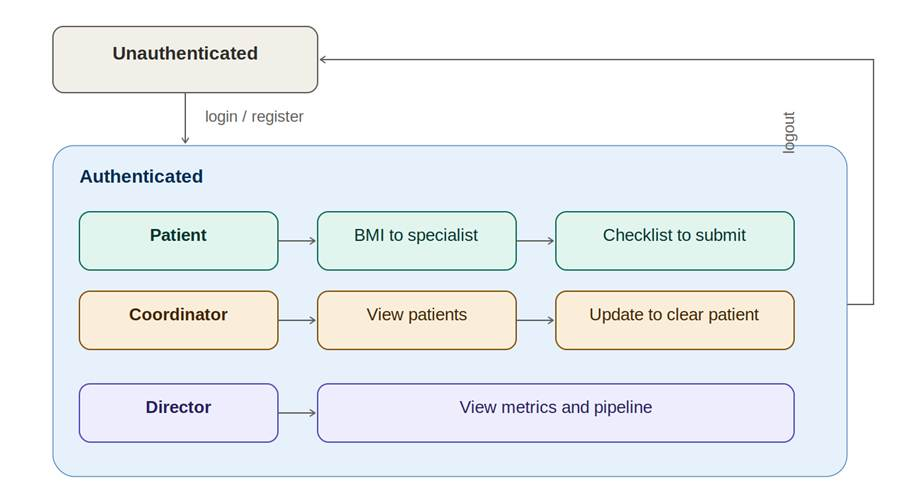 Unauthenticated
login / register
logout
Authenticated
Patient
BMI to specialist
Checklist to submit
Coordinator
View patients
Update to clear patient
Director
View metrics and pipeline